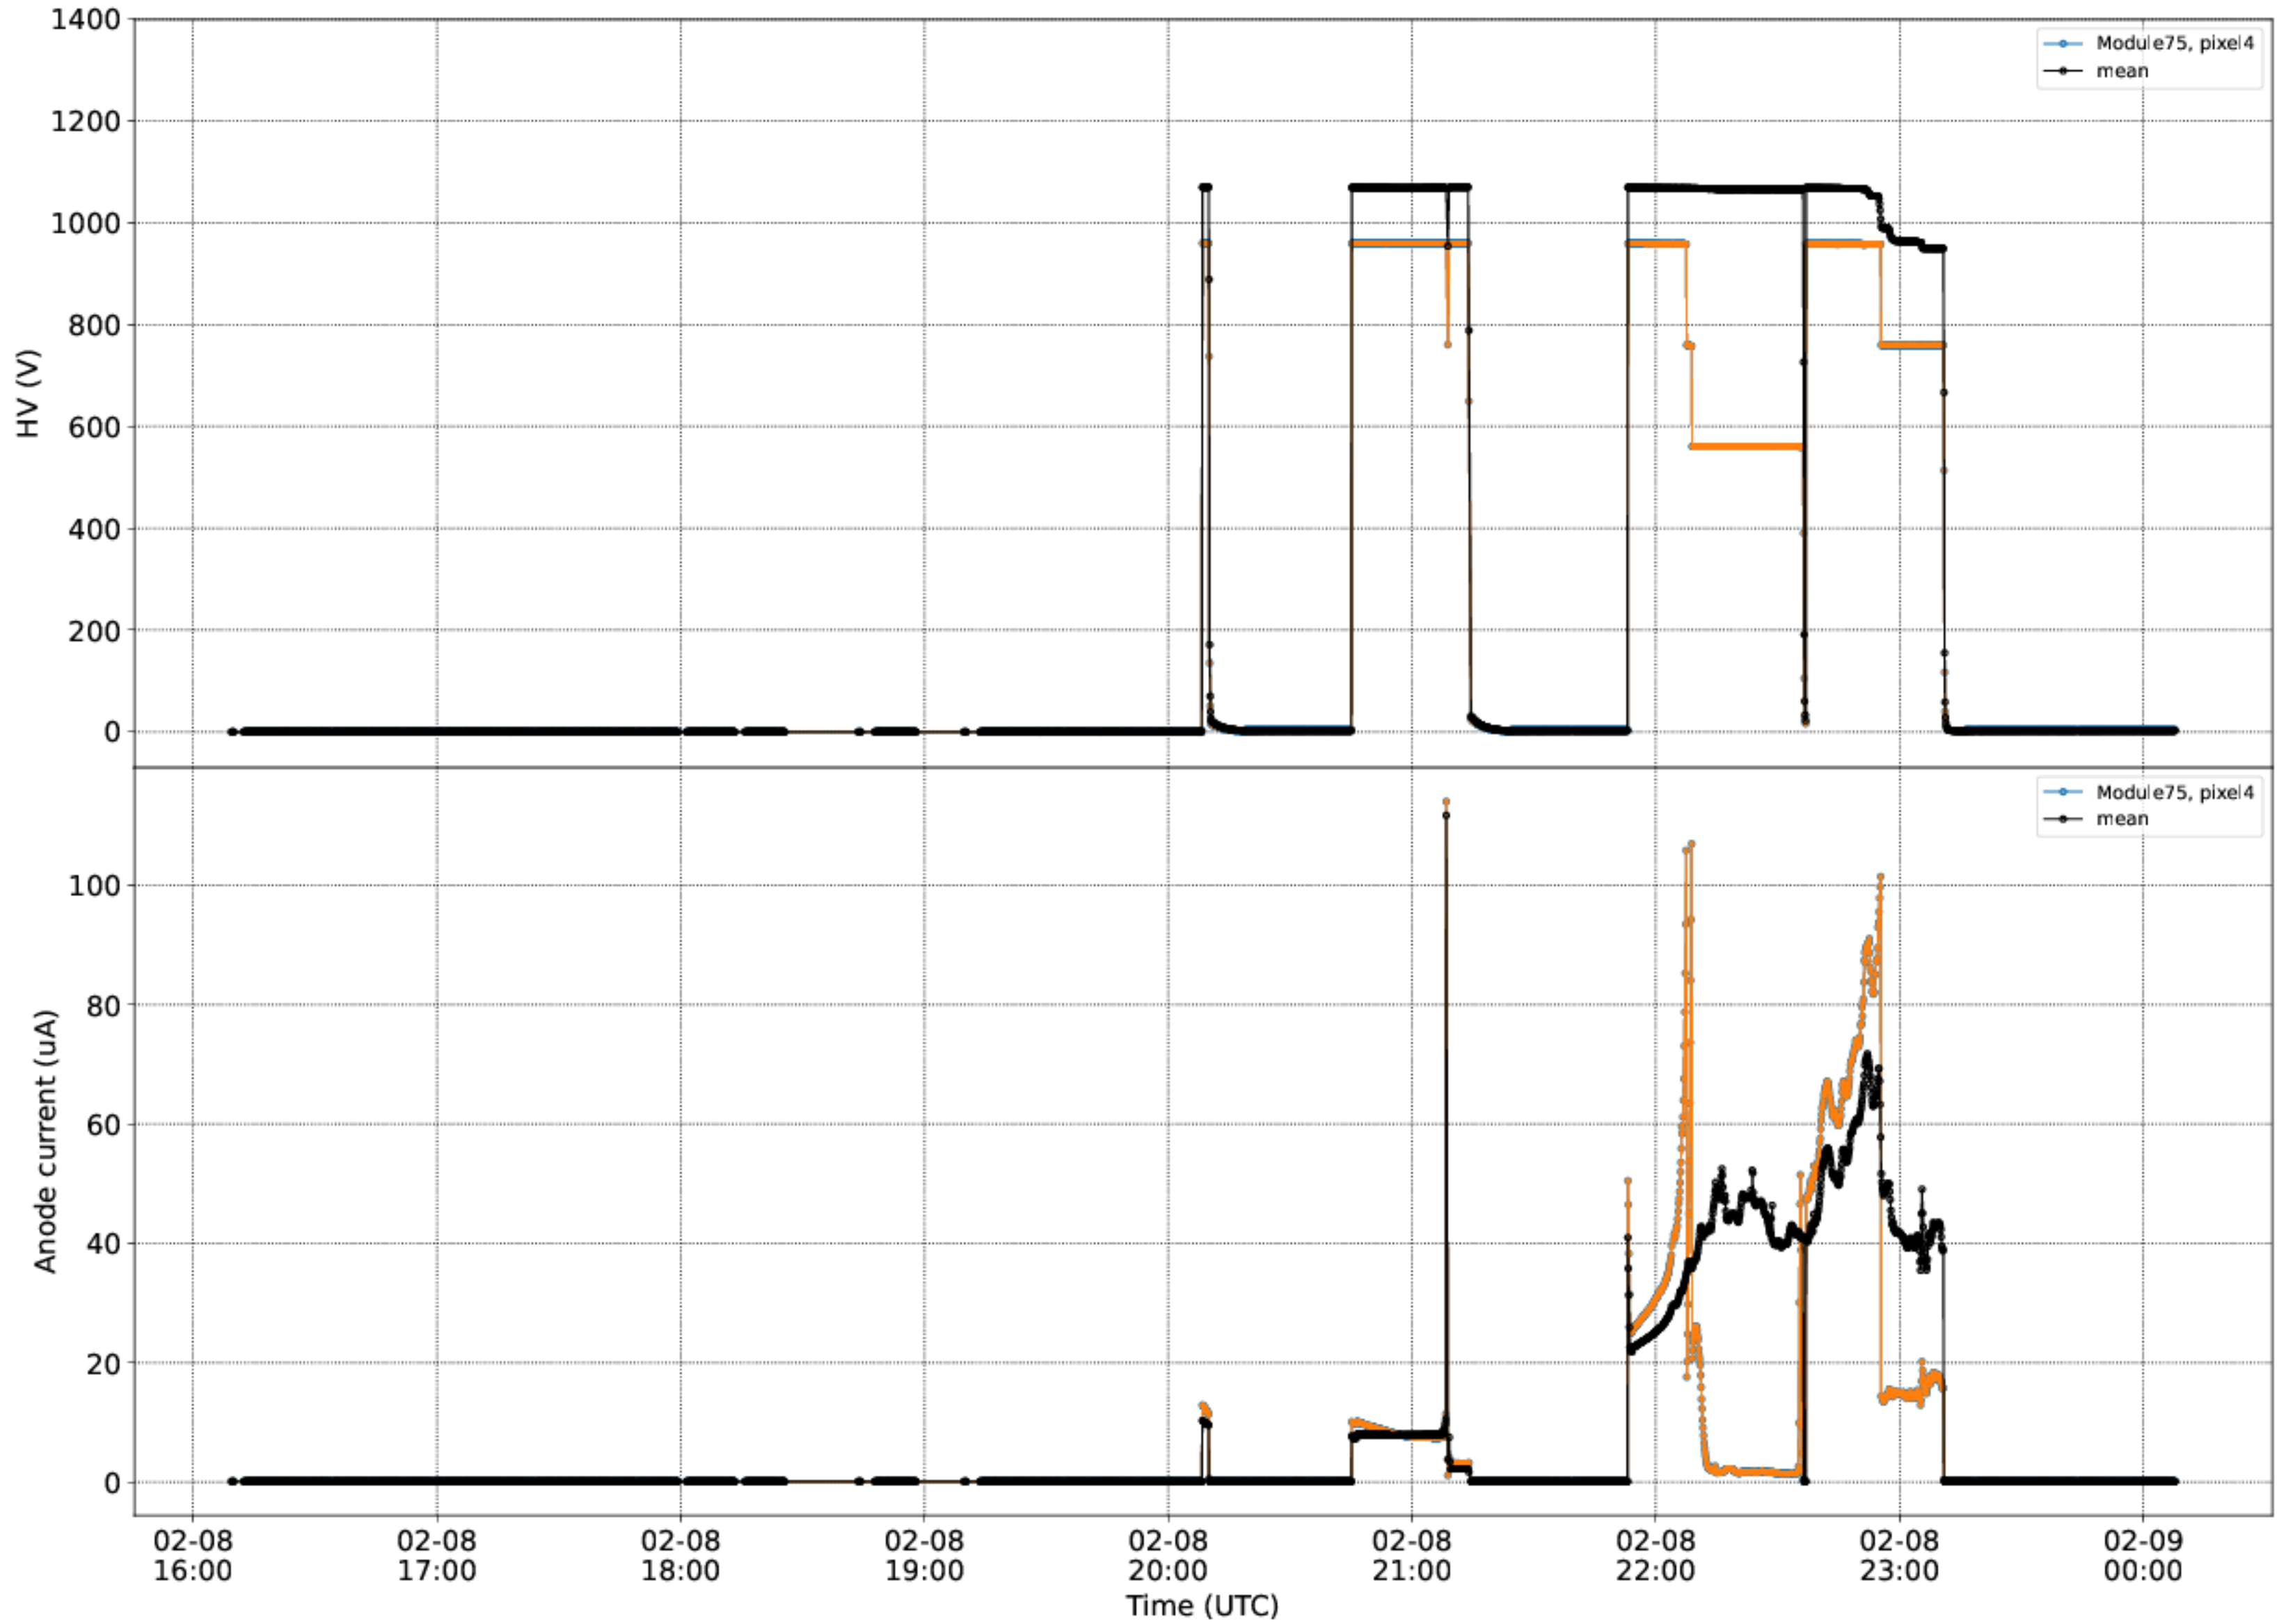 1400
1200
1000
800
600
400
200
0
HV (V)
Module75, pixel4
mean
100
80
60
40
20
0
Anode current (uA)
Module75, pixel4
mean
02-08 02-08 02-08 02-08 02-08 02-08 02-08 02-08 02-09
16:00 17:00 18:00 19:00 20:00 21:00 22:00 23:00 00:00
Time (UTC)